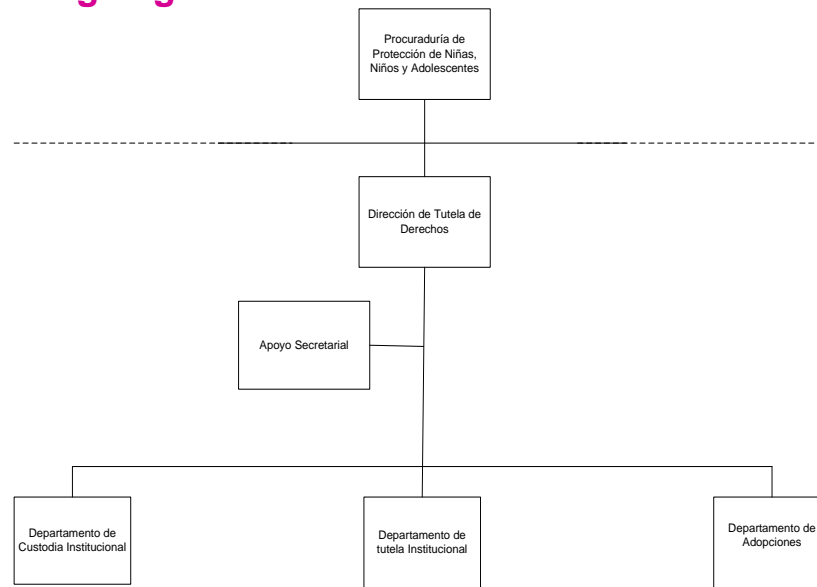 Procuraduría de
Protección de Niñas,
Niños y Adolescentes
Dirección de Tutela de
Derechos
Apoyo Secretarial
Departamento de
Custodia Institucional
Departamento de
tutela Institucional
Departamento de
Adopciones